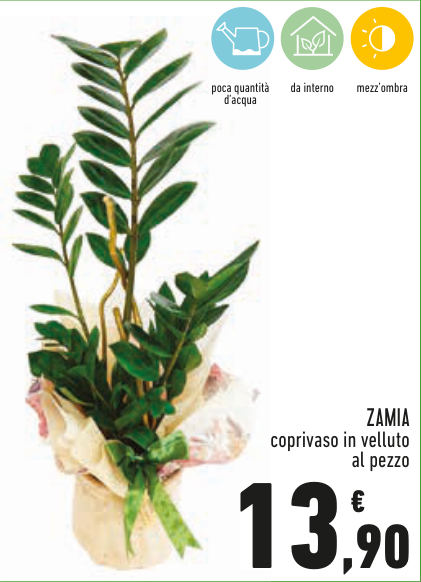 poca quantità
d'acqua
da interno
mezz'ombra
ZAMIA
coprivaso in velluto
al pezzo
13,90 €